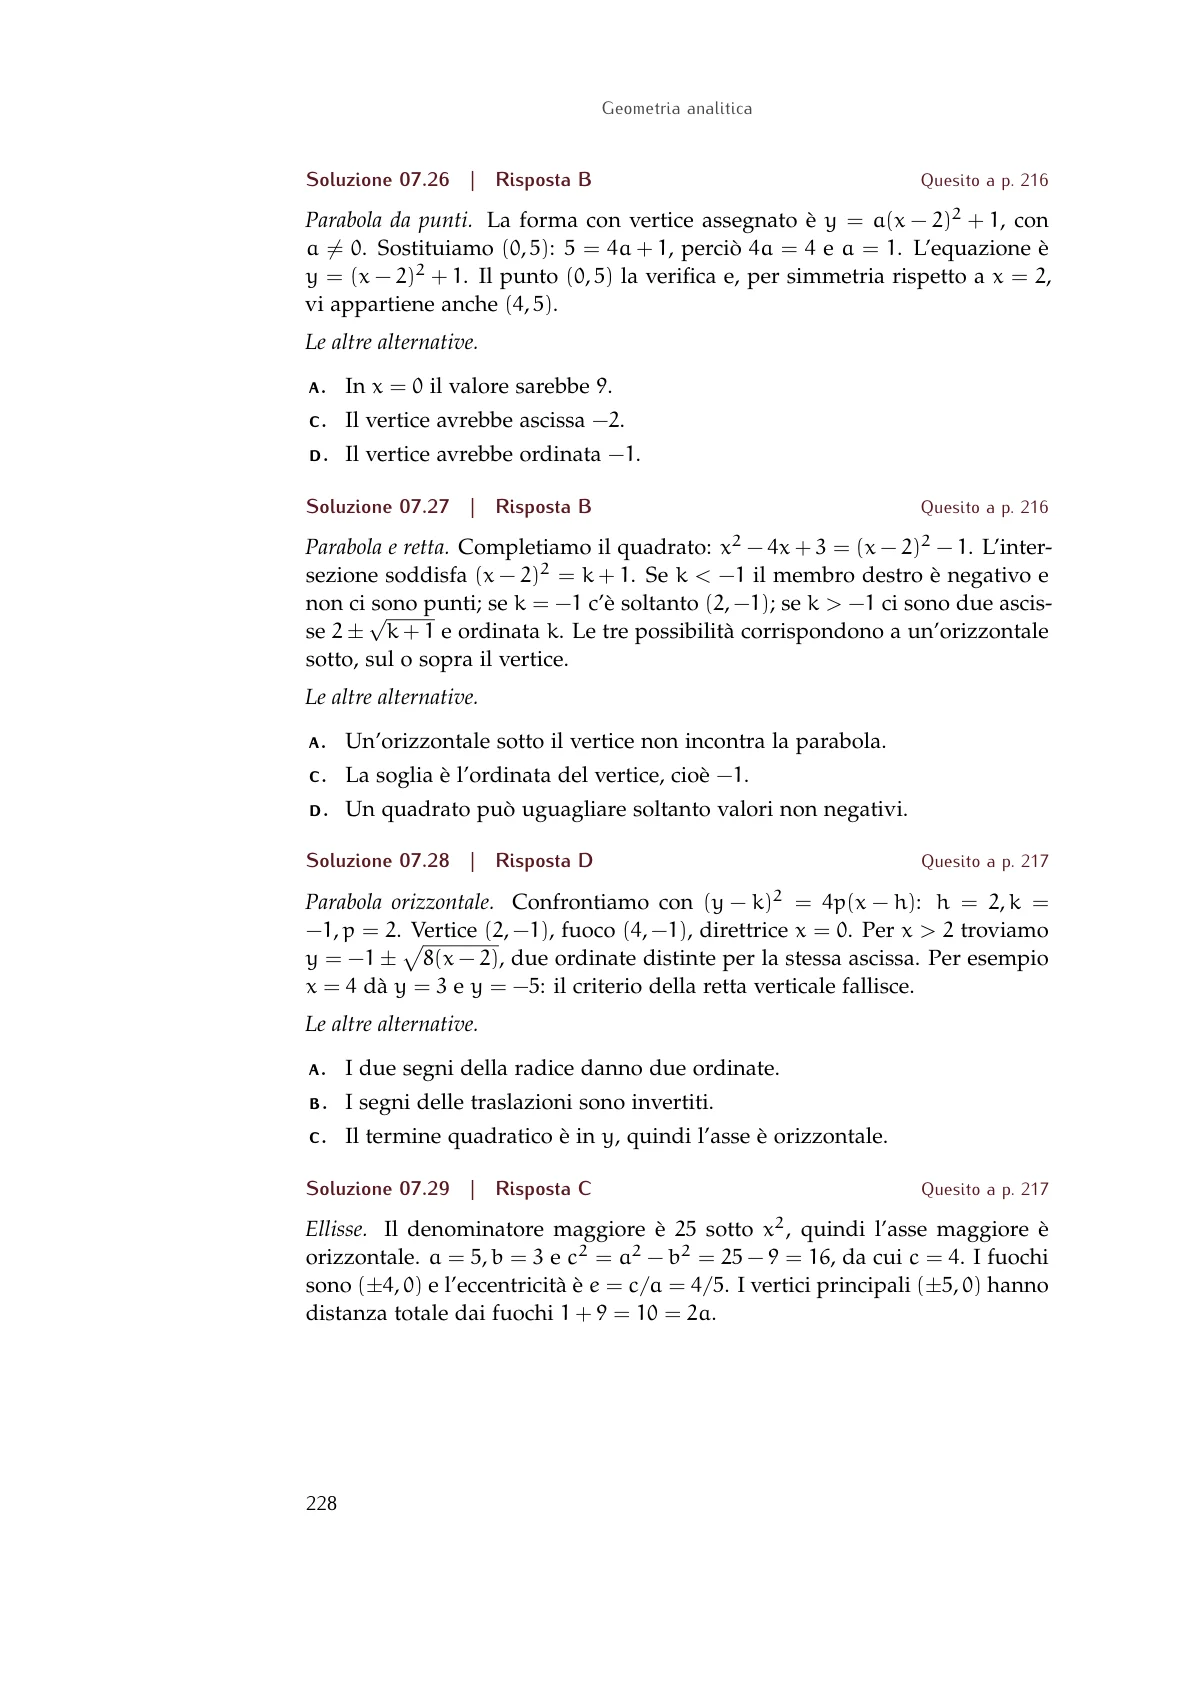 Geometria analitica
Soluzione 07.26 | Risposta B Quesito a p. 216
Parabola da punti. La forma con vertice assegnato è y = a(x − 2)² + 1, con
a ≠ 0. Sostituiamo (0, 5): 5 = 4a + 1, perciò 4a = 4 e a = 1. L'equazione è
y = (x − 2)² + 1. Il punto (0, 5) la verifica e, per simmetria rispetto a x = 2,
vi appartiene anche (4, 5).
Le altre alternative.
A. In x = 0 il valore sarebbe 9.
C. Il vertice avrebbe ascissa −2.
D. Il vertice avrebbe ordinata −1.
Soluzione 07.27 | Risposta B Quesito a p. 216
Parabola e retta. Completiamo il quadrato: x² − 4x + 3 = (x − 2)² − 1. L'inter-
sezione soddisfa (x − 2)² = k + 1. Se k < −1 il membro destro è negativo e
non ci sono punti; se k = −1 c'è soltanto (2, −1); se k > −1 ci sono due ascis-
se 2 ± √(k + 1) e ordinata k. Le tre possibilità corrispondono a un'orizzontale
sotto, sul o sopra il vertice.
Le altre alternative.
A. Un'orizzontale sotto il vertice non incontra la parabola.
C. La soglia è l'ordinata del vertice, cioè −1.
D. Un quadrato può uguagliare soltanto valori non negativi.
Soluzione 07.28 | Risposta D Quesito a p. 217
Parabola orizzontale. Confrontiamo con (y − k)² = 4p(x − h): h = 2, k =
−1, p = 2. Vertice (2, −1), fuoco (4, −1), direttrice x = 0. Per x > 2 troviamo
y = −1 ± √(8(x − 2)), due ordinate distinte per la stessa ascissa. Per esempio
x = 4 dà y = 3 e y = −5: il criterio della retta verticale fallisce.
Le altre alternative.
A. I due segni della radice danno due ordinate.
B. I segni delle traslazioni sono invertiti.
C. Il termine quadratico è in y, quindi l'asse è orizzontale.
Soluzione 07.29 | Risposta C Quesito a p. 217
Ellisse. Il denominatore maggiore è 25 sotto x², quindi l'asse maggiore è
orizzontale. a = 5, b = 3 e c² = a² − b² = 25 − 9 = 16, da cui c = 4. I fuochi
sono (±4, 0) e l'eccentricità è e = c/a = 4/5. I vertici principali (±5, 0) hanno
distanza totale dai fuochi 1 + 9 = 10 = 2a.
228